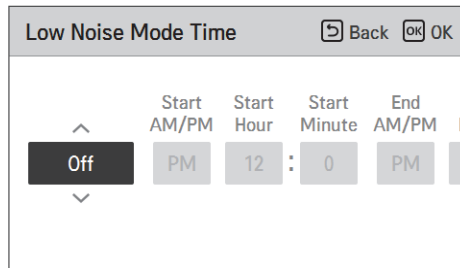 Low Noise Mode Time Back OK OK
Start Start Start End
AM/PM Hour Minute AM/PM
Off PM 12 : 0 PM